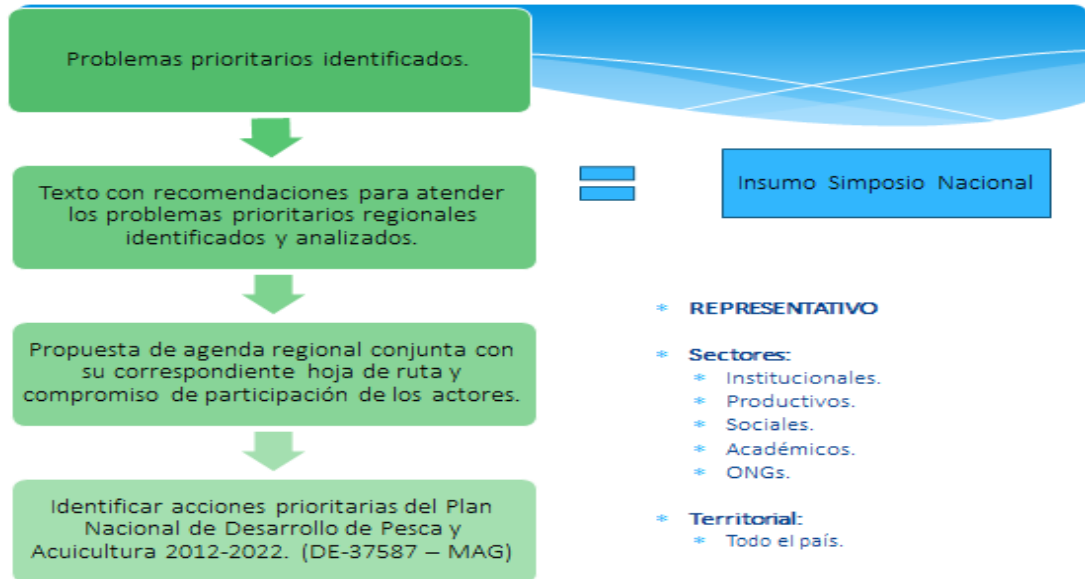 Problemas prioritarios identificados.
Texto con recomendaciones para atender
los problemas prioritarios regionales
identificados y analizados.
Propuesta de agenda regional conjunta con
su correspondiente hoja de ruta y
compromiso de participación de los actores.
Identificar acciones prioritarias del Plan
Nacional de Desarrollo de Pesca y
Acuicultura 2012-2022. (DE-37587 – MAG)
Insumo Simposio Nacional
* REPRESENTATIVO
* Sectores:
* Institucionales.
* Productivos.
* Sociales.
* Académicos.
* ONGs.
* Territorial:
* Todo el país.